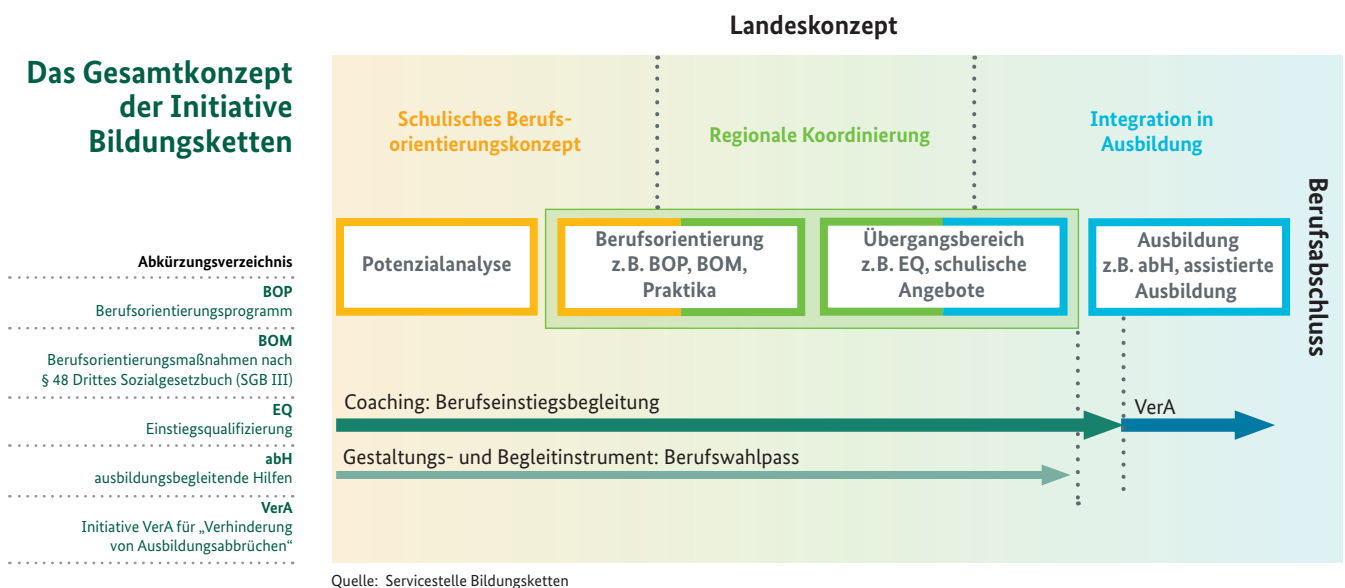 Landeskonzept
Das Gesamtkonzept
der Initiative
Bildungsketten
Schulisches Berufs-
orientierungskonzept
Regionale Koordinierung
Integration in
Ausbildung
Berufsabschluss
Potenzialanalyse
Berufsorientierung
z.B. BOP, BOM,
Praktika
Übergangsbereich
z.B. EQ, schulische
Angebote
Ausbildung
z.B. abH, assistierte
Ausbildung
Coaching: Berufseinstiegsbegleitung
VerA
Gestaltungs- und Begleitinstrument: Berufswahlpass
Abkürzungsverzeichnis
BOP
Berufsorientierungsprogramm
BOM
Berufsorientierungsmaßnahmen nach
§ 48 Drittes Sozialgesetzbuch (SGB III)
EQ
Einstiegsqualifizierung
abH
ausbildungsbegleitende Hilfen
VerA
Initiative VerA für „Verhinderung
von Ausbildungsabbrüchen“
Quelle: Servicestelle Bildungsketten